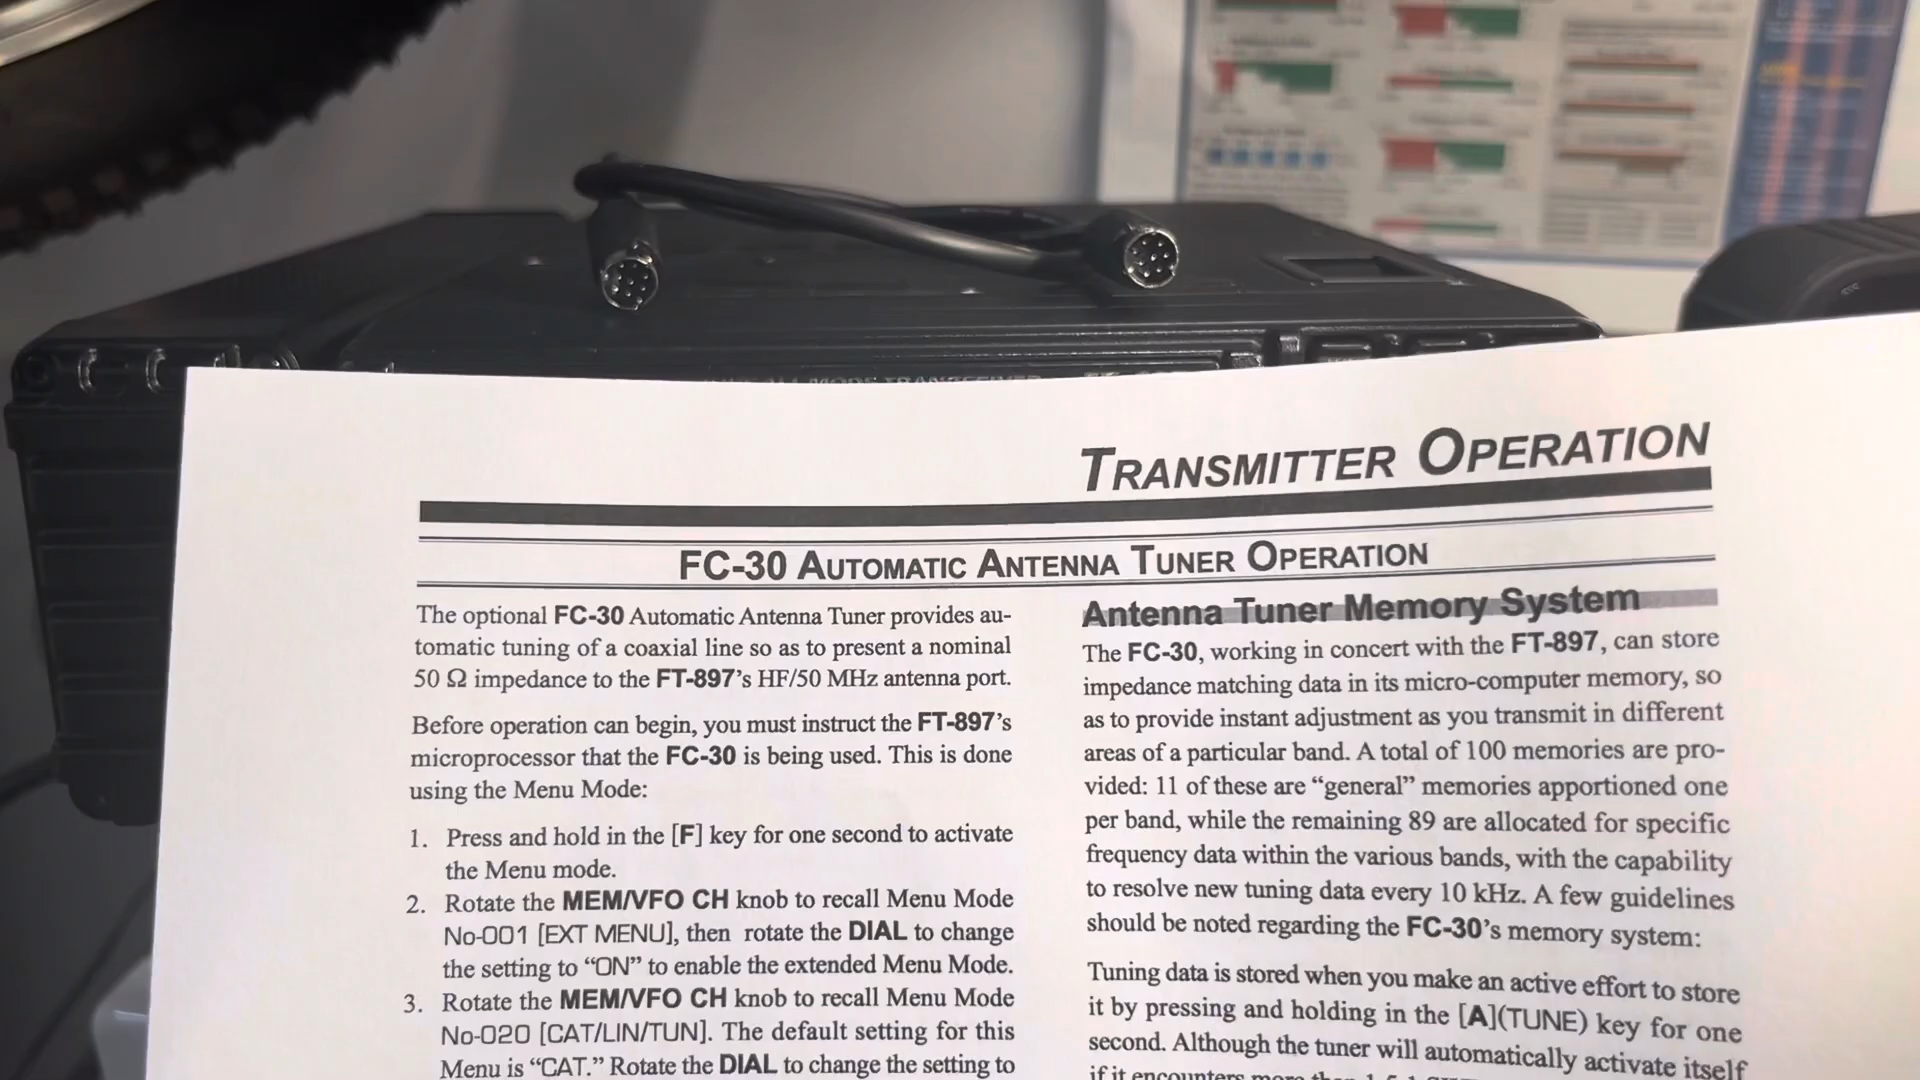 TRANSMITTER OPERATION
FC-30 AUTOMATIC ANTENNA TUNER OPERATION
The optional FC-30 Automatic Antenna Tuner provides au-
tomatic tuning of a coaxial line so as to present a nominal
50 Ω impedance to the FT-897’s HF/50 MHz antenna port.
Before operation can begin, you must instruct the FT-897’s
microprocessor that the FC-30 is being used. This is done
using the Menu Mode:
1. Press and hold in the [F] key for one second to activate
the Menu mode.
2. Rotate the MEM/VFO CH knob to recall Menu Mode
No-001 [EXT MENU], then rotate the DIAL to change
the setting to “ON” to enable the extended Menu Mode.
3. Rotate the MEM/VFO CH knob to recall Menu Mode
No-020 [CAT/LIN/TUN]. The default setting for this
Menu is “CAT.” Rotate the DIAL to change the setting to
Antenna Tuner Memory System
The FC-30, working in concert with the FT-897, can store
impedance matching data in its micro-computer memory, so
as to provide instant adjustment as you transmit in different
areas of a particular band. A total of 100 memories are pro-
vided: 11 of these are “general” memories apportioned one
per band, while the remaining 89 are allocated for specific
frequency data within the various bands, with the capability
to resolve new tuning data every 10 kHz. A few guidelines
should be noted regarding the FC-30’s memory system:
Tuning data is stored when you make an active effort to store
it by pressing and holding in the [A](TUNE) key for one
second. Although the tuner will automatically activate itself
if it encounters more than